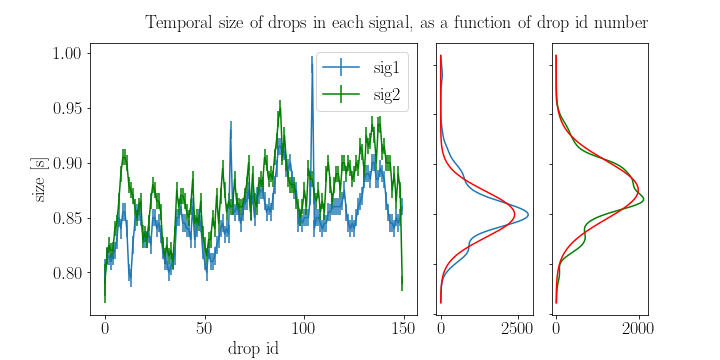 Temporal size of drops in each signal, as a function of drop id number
1.00
0.95
0.90
0.85
0.80
size [s]
sig1
sig2
0 50 100 150
drop id
0 2500
0 2000